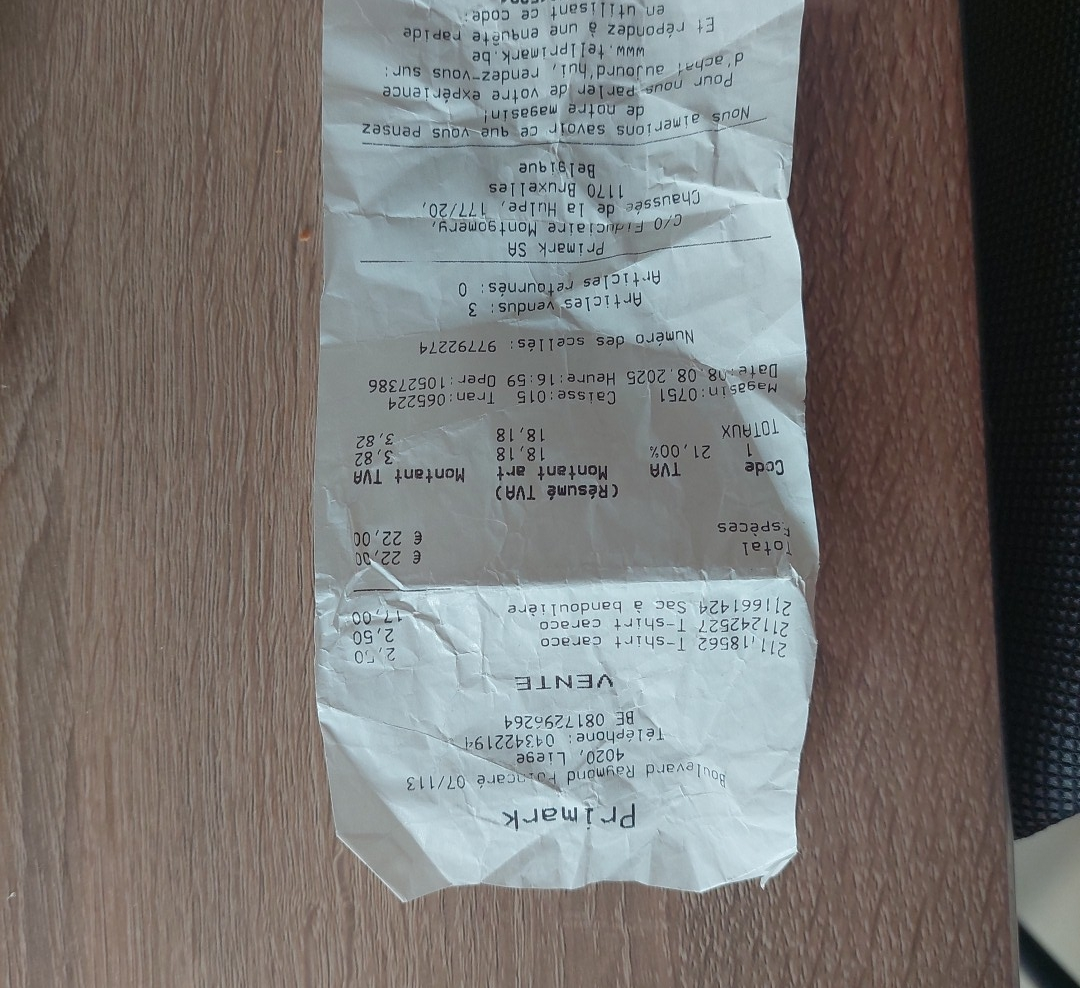 Primark
Boulevard Raymond Poincaré 07/113
4020, Liege
Téléphone: 043422194
BE 0817296264
VENTE
T-shirt caraco 2,50
211242527 T-shirt caraco 2,50
211661424 Sac à bandoulière 17,00
Total € 22,00
Espèces € 22,00
(Résumé TVA)
Code TVA Montant art Montant TVA
1 21,00% 18,18 3,82
TOTAUX 18,18 3,82
Magasin:0751 Caisse:015 Tran:065224
Date:08.08.2025 Heure:16:59 Oper:10527386
Numéro des scellés: 97792274
Articles vendus: 3
Articles retournés: 0
Primark SA
C/O Fiduciaire Montgomery,
Chaussée de la Hulpe, 177/20,
1170 Bruxelles
Belgique
Nous aimerions savoir ce que vous pensez
de notre magasin!
Pour nous parler de votre expérience
d'achat aujourd'hui, rendez-vous sur:
www.tellprimark.be
Et répondez à une enquête rapide
en utilisant ce code: